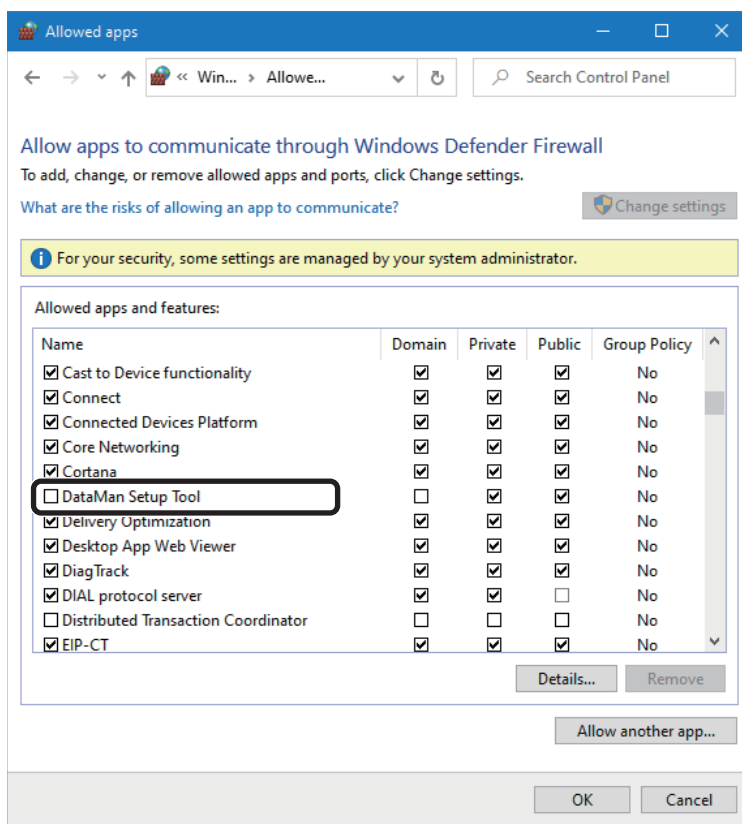 Allowed apps
« Win... › Allowe...
Search Control Panel
Allow apps to communicate through Windows Defender Firewall
To add, change, or remove allowed apps and ports, click Change settings.
What are the risks of allowing an app to communicate?
Change settings
For your security, some settings are managed by your system administrator.
Allowed apps and features:
Name Domain Private Public Group Policy
Cast to Device functionality No
Connect No
Connected Devices Platform No
Core Networking No
Cortana No
DataMan Setup Tool No
Delivery Optimization No
Desktop App Web Viewer No
DiagTrack No
DIAL protocol server No
Distributed Transaction Coordinator No
EIP-CT No
Details... Remove
Allow another app...
OK Cancel